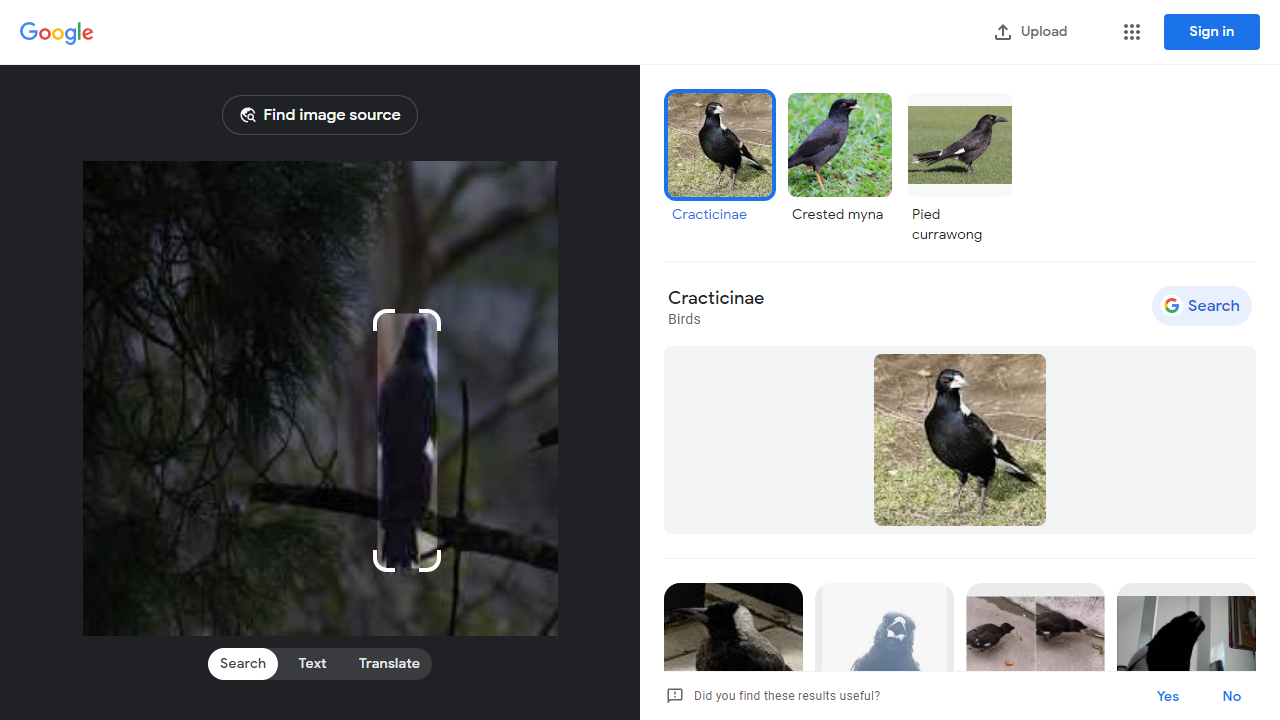 Google
Upload
Sign in
Find image source
Cracticinae
Crested myna
Pied
currawong
Cracticinae
Birds
Search
Search
Text
Translate
Did you find these results useful?
Yes
No